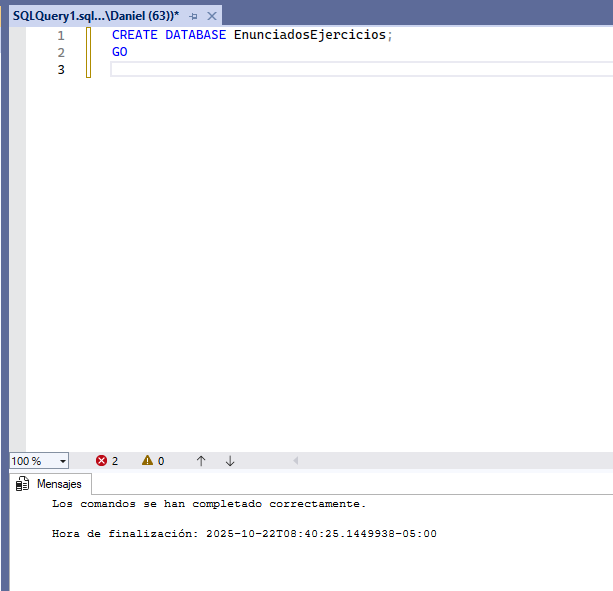 SQLQuery1.sql...\Daniel (63))*
1 CREATE DATABASE EnunciadosEjercicios;
2 GO
3
100 % 2 0
Mensajes
Los comandos se han completado correctamente.
Hora de finalización: 2025-10-22T08:40:25.1449938-05:00